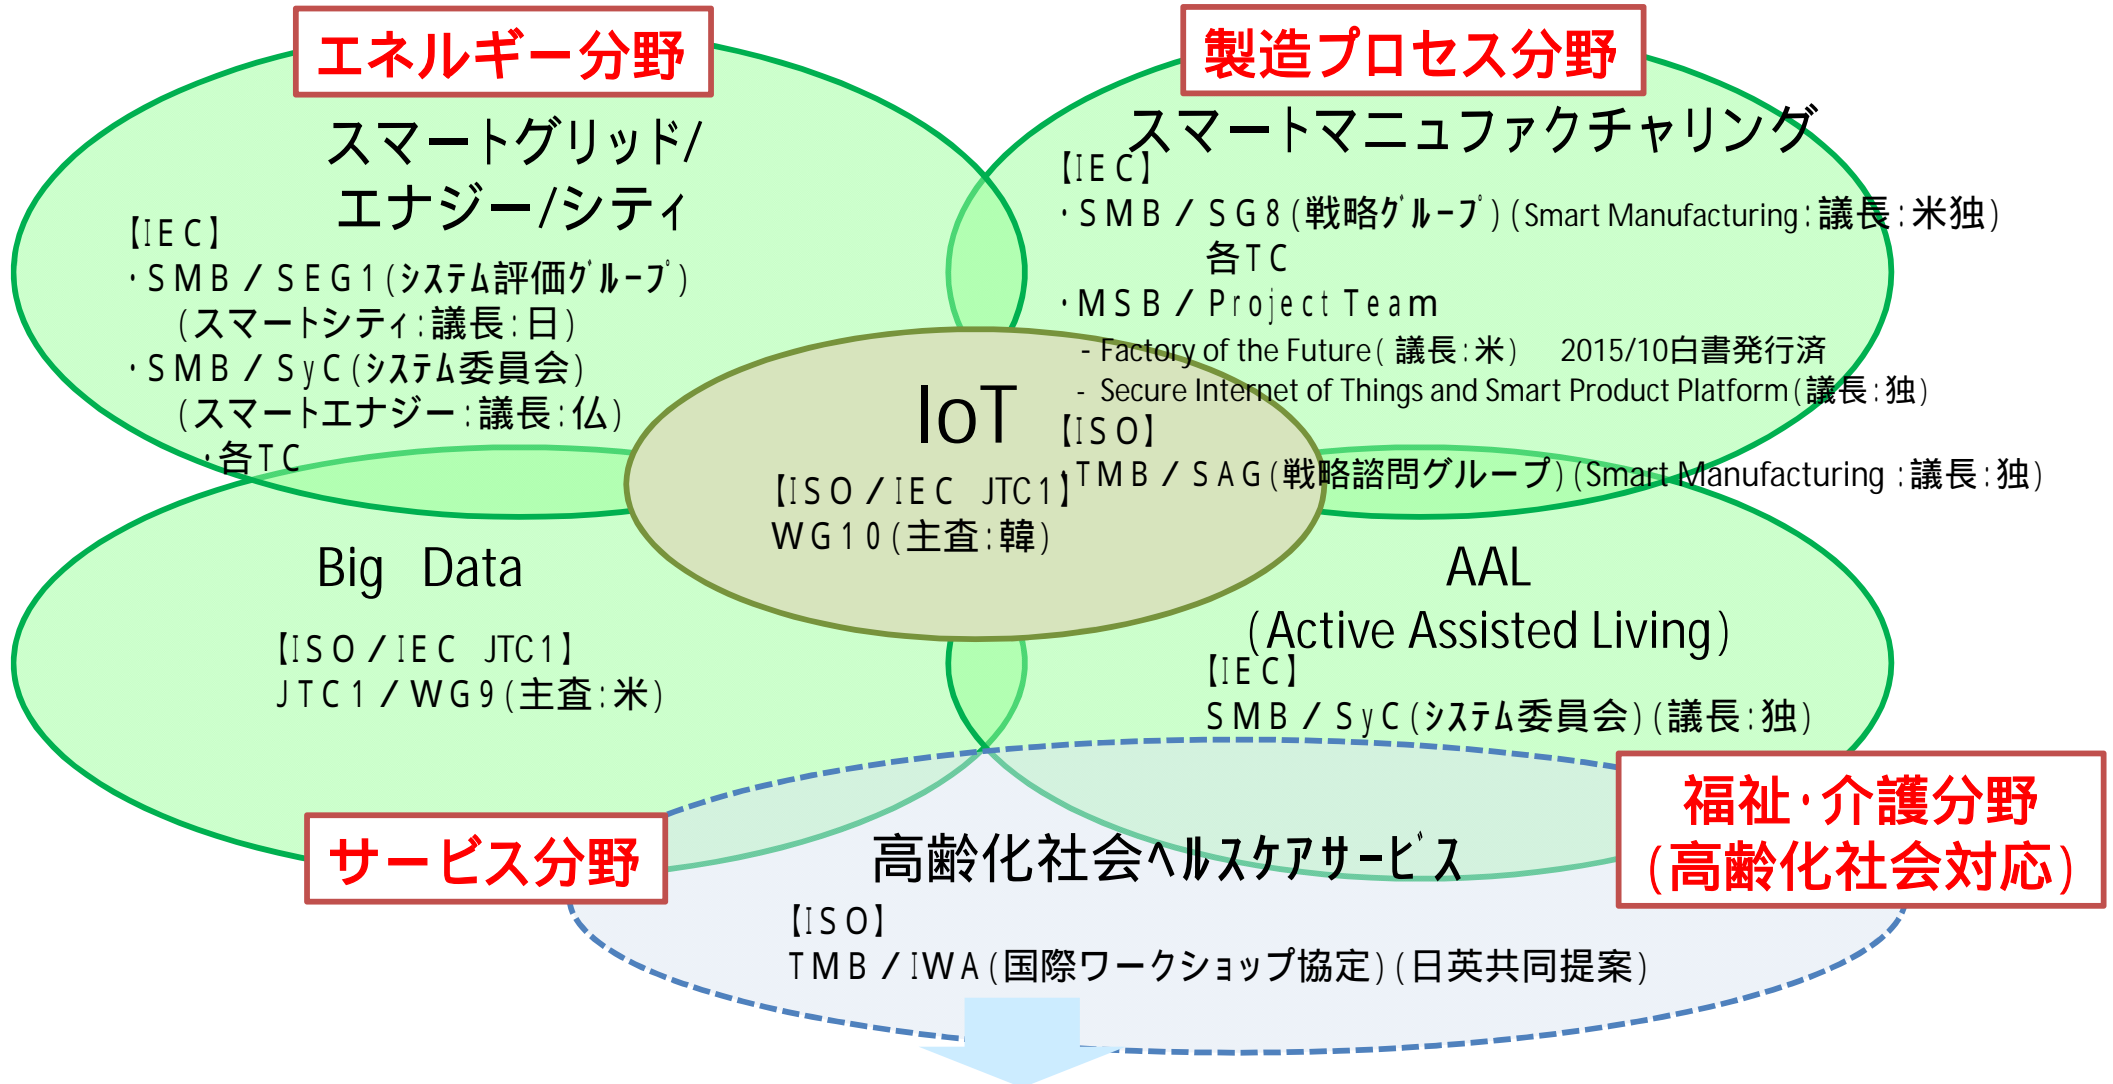 エネルギー分野
スマートグリッド/
エナジー/シティ
【IEC】
・SMB/SEG1(ｼｽﾃﾑ評価ｸﾞﾙｰﾌﾟ)
(スマートシティ:議長:日)
・SMB/SyC(ｼｽﾃﾑ委員会)
(スマートエナジー:議長:仏)
・各TC
製造プロセス分野
スマートマニュファクチャリング
【IEC】
・SMB/SG8(戦略ｸﾞﾙｰﾌﾟ)(Smart Manufacturing:議長:米独)
各TC
・MSB/Project Team
- Factory of the Future(議長:米) 2015/10白書発行済
- Secure Internet of Things and Smart Product Platform(議長:独)
【ISO】
・TMB/SAG(戦略諮問グループ)(Smart Manufacturing:議長:独)
IoT
【ISO/IEC JTC1】
WG10(主査:韓)
Big Data
【ISO/IEC JTC1】
JTC1/WG9(主査:米)
AAL
(Active Assisted Living)
【IEC】
SMB/SyC(ｼｽﾃﾑ委員会)(議長:独)
サービス分野
福祉・介護分野
(高齢化社会対応)
高齢化社会ﾍﾙｽｹｱｻｰﾋﾞｽ
【ISO】
TMB/IWA(国際ワークショップ協定)(日英共同提案)